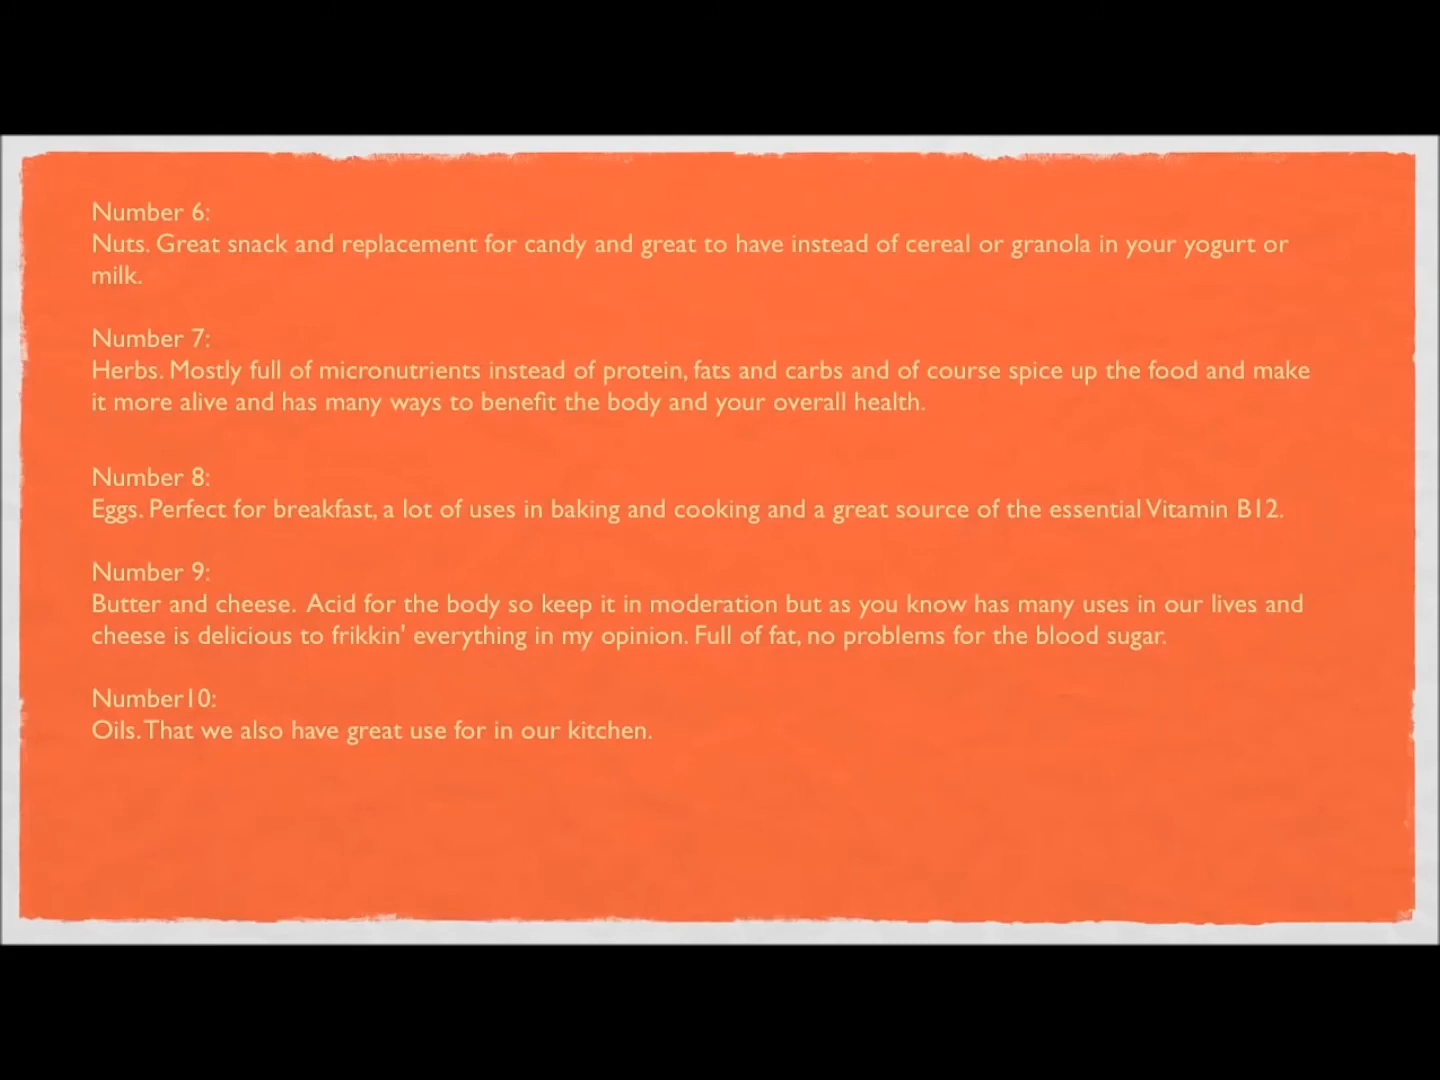 Number 6:
Nuts. Great snack and replacement for candy and great to have instead of cereal or granola in your yogurt or
milk.
Number 7:
Herbs. Mostly full of micronutrients instead of protein, fats and carbs and of course spice up the food and make
it more alive and has many ways to benefit the body and your overall health.
Number 8:
Eggs. Perfect for breakfast, a lot of uses in baking and cooking and a great source of the essential Vitamin B12.
Number 9:
Butter and cheese.  Acid for the body so keep it in moderation but as you know has many uses in our lives and
cheese is delicious to frikkin' everything in my opinion. Full of fat, no problems for the blood sugar.
Number10:
Oils. That we also have great use for in our kitchen.